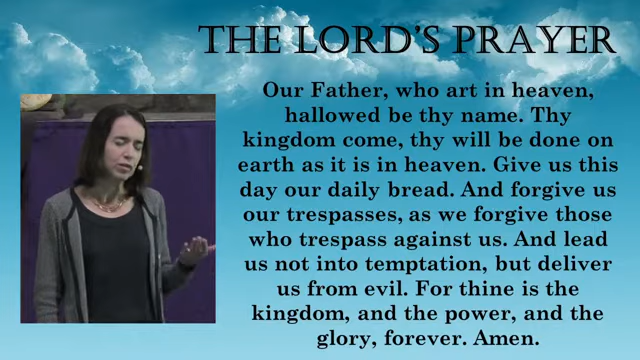 THE LORD'S PRAYER
Our Father, who art in heaven,
hallowed be thy name. Thy
kingdom come, thy will be done on
earth as it is in heaven. Give us this
day our daily bread. And forgive us
our trespasses, as we forgive those
who trespass against us. And lead
us not into temptation, but deliver
us from evil. For thine is the
kingdom, and the power, and the
glory, forever. Amen.